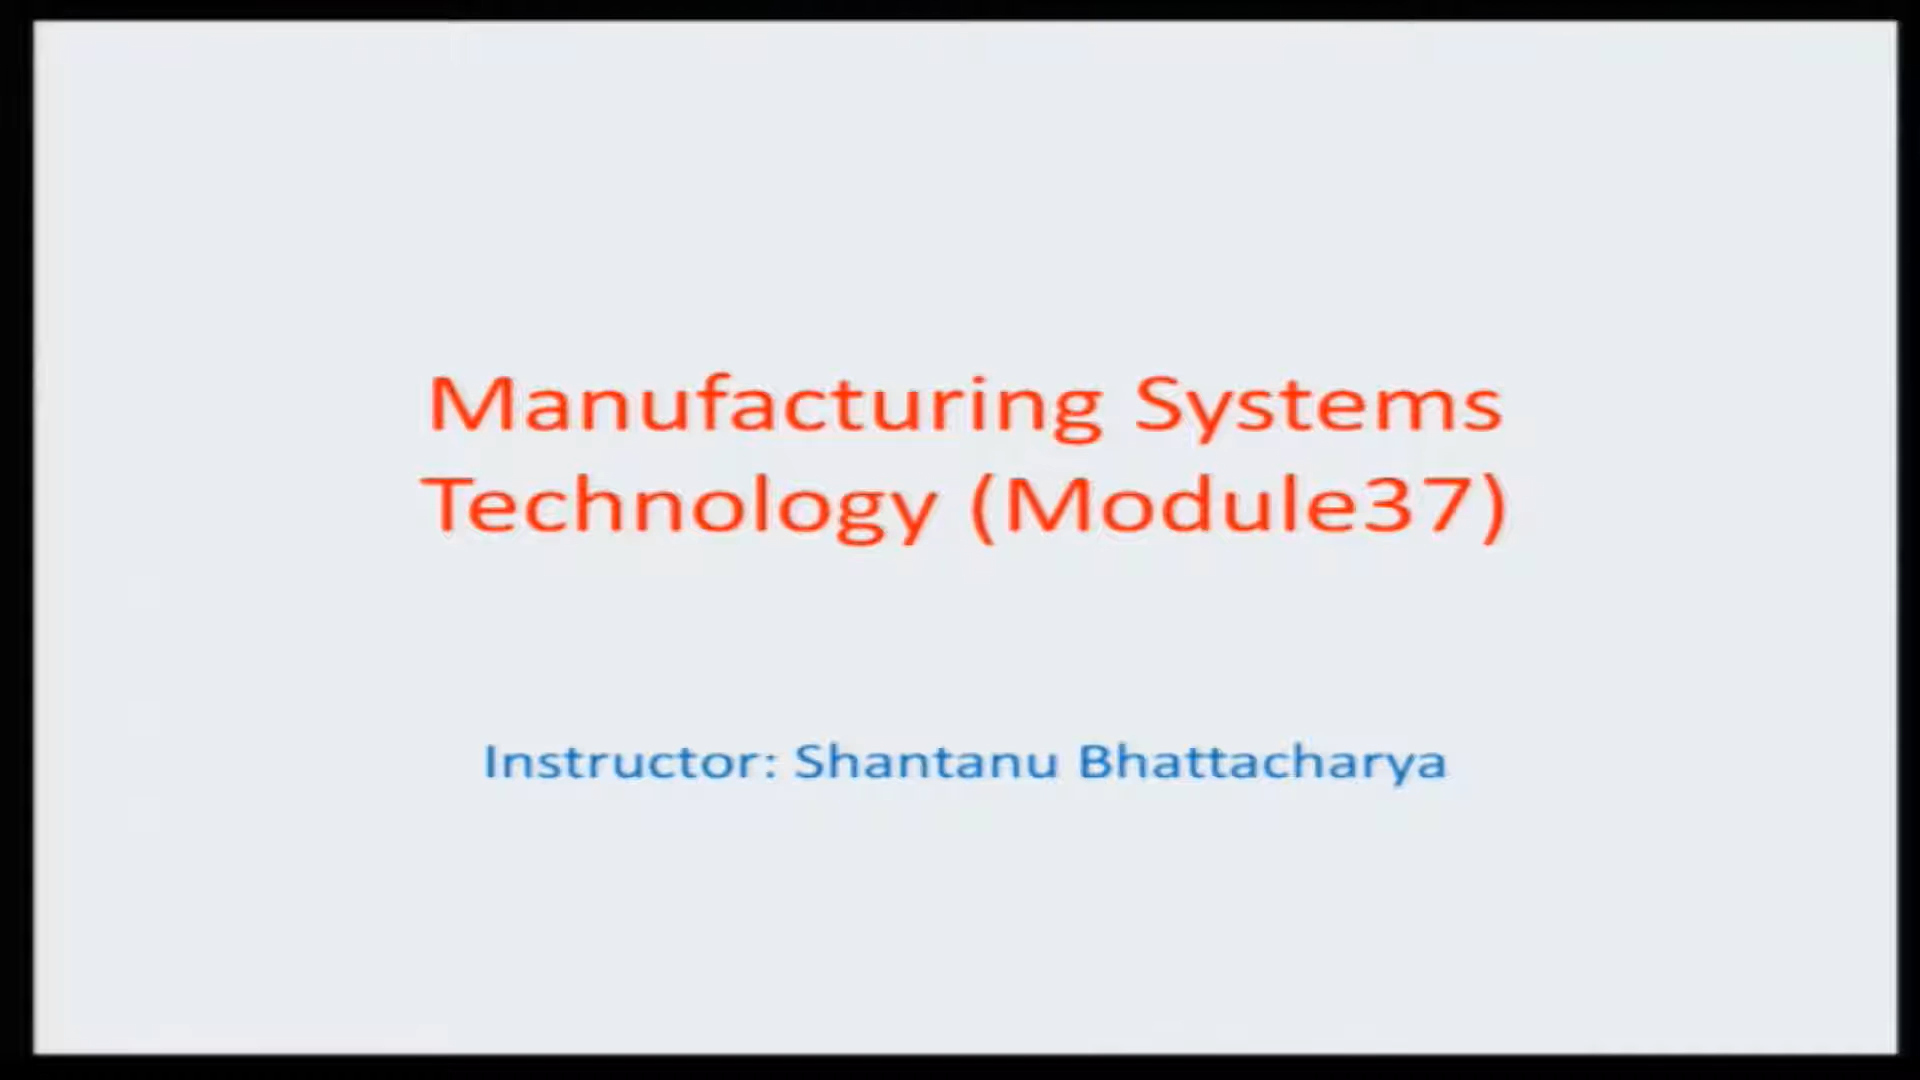 Manufacturing Systems
Technology (Module37)
Instructor: Shantanu Bhattacharya